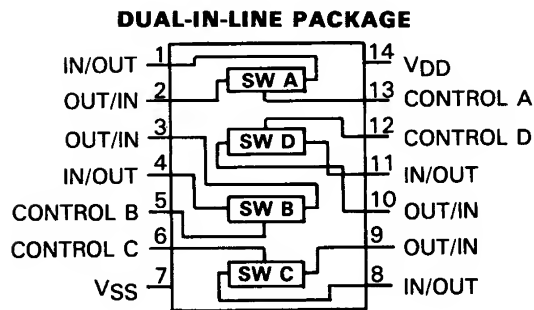 DUAL-IN-LINE PACKAGE
IN/OUT 1 14 VDD
SW A
OUT/IN 2 13 CONTROL A
OUT/IN 3 12 CONTROL D
SW D
IN/OUT 4 11 IN/OUT
CONTROL B 5 10 OUT/IN
SW B
CONTROL C 6 9 OUT/IN
SW C
VSS 7 8 IN/OUT